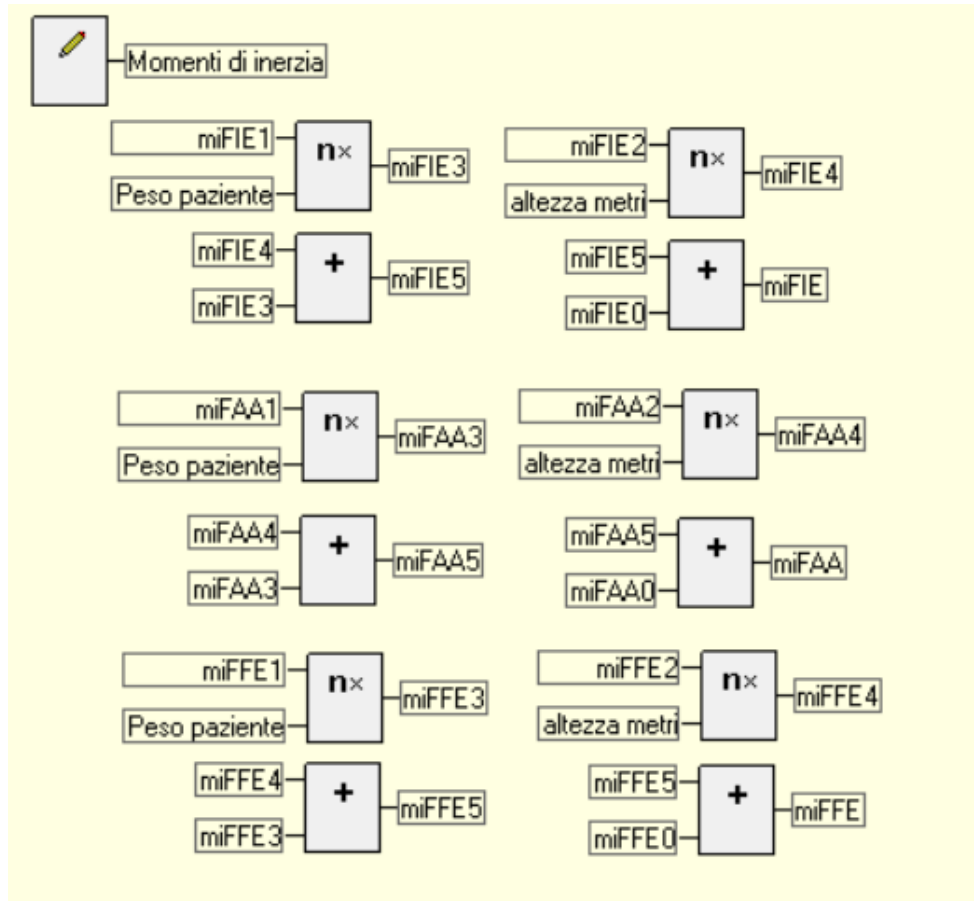 Momenti di inerzia
miFIE1
n×
miFIE3
Peso paziente
miFIE2
n×
miFIE4
altezza metri
miFIE4
+
miFIE5
miFIE3
miFIE5
+
miFIE
miFIE0
miFAA1
n×
miFAA3
Peso paziente
miFAA2
n×
miFAA4
altezza metri
miFAA4
+
miFAA5
miFAA3
miFAA5
+
miFAA
miFAA0
miFFE1
n×
miFFE3
Peso paziente
miFFE2
n×
miFFE4
altezza metri
miFFE4
+
miFFE5
miFFE3
miFFE5
+
miFFE
miFFE0